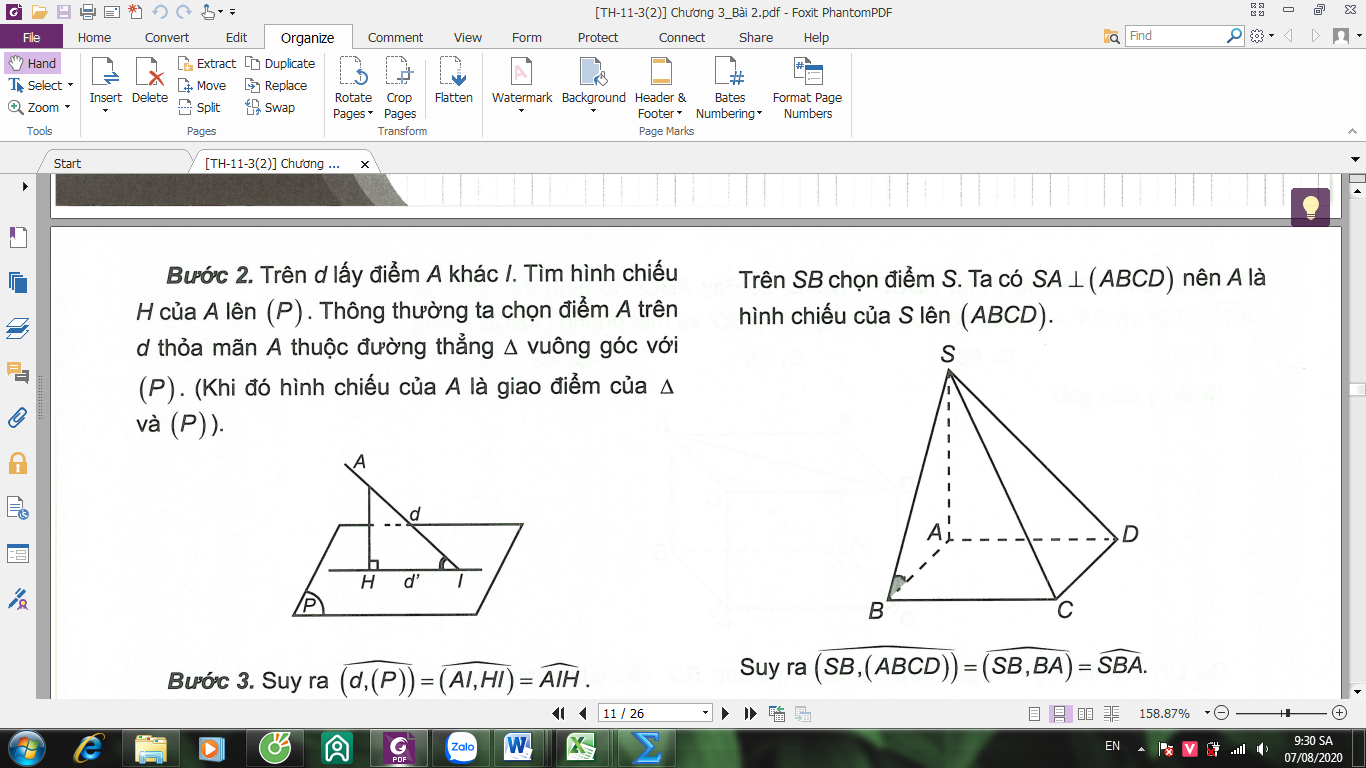 [TH-11-3(2)] Chương 3_Bài 2.pdf - Foxit PhantomPDF
File Home Convert Edit Organize Comment View Form Protect Connect Share Help Find
Hand
Select
Zoom
Tools
Insert
Delete
Extract
Move
Split
Duplicate
Replace
Swap
Pages
Rotate Pages
Crop Pages
Flatten
Transform
Watermark
Background
Header & Footer
Bates Numbering
Format Page Numbers
Page Marks
Start
[TH-11-3(2)] Chương ...
Bước 2. Trên d lấy điểm A khác I. Tìm hình chiếu
H của A lên (P). Thông thường ta chọn điểm A trên
d thỏa mãn A thuộc đường thẳng Δ vuông góc với
(P). (Khi đó hình chiếu của A là giao điểm của Δ
và (P)).
A
d
H d' I
P
Bước 3. Suy ra (d,(P)) = (AI,HI) = AIH .
Trên SB chọn điểm S. Ta có SA ⊥ (ABCD) nên A là
hình chiếu của S lên (ABCD).
S
A D
B C
Suy ra (SB,(ABCD)) = (SB,BA) = SBA.
11 / 26
158.87%
PDF
Zalo
EN
9:30 SA
07/08/2020